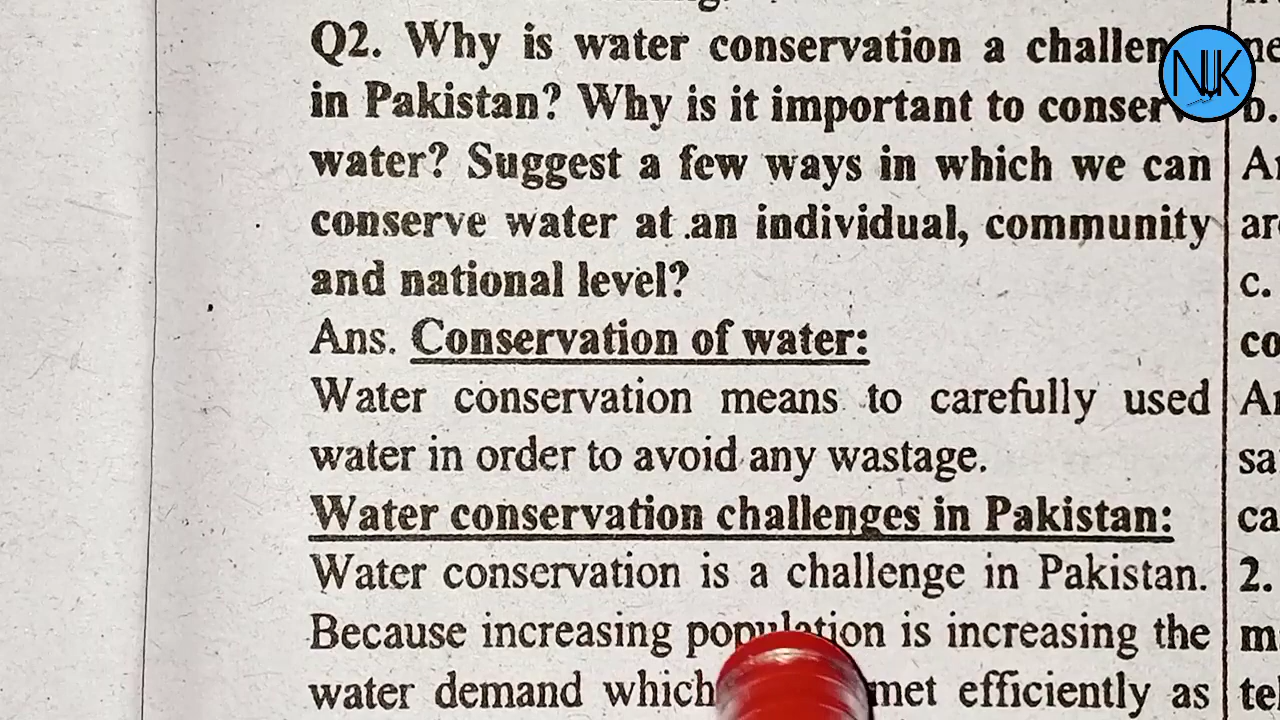 Q2. Why is water conservation a
in Pakistan? Why is it important to
water? Suggest a few ways in which we can
conserve water at an individual, community
and national level?
Ans. Conservation of water:
Water conservation means to carefully used
water in order to avoid any wastage.
Water conservation challenges in Pakistan:
Water conservation is a challenge in Pakistan.
Because increasing population is increasing the
water demand which met efficiently as
NJK
b.
c.
2.